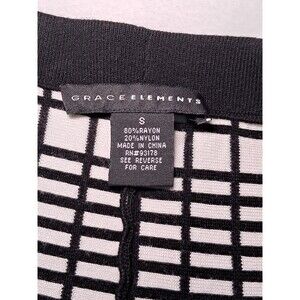 GRACE ELEMENTS
S
80%RAYON
20%NYLON
MADE IN CHINA
RN#93178
SEE REVERSE
FOR CARE